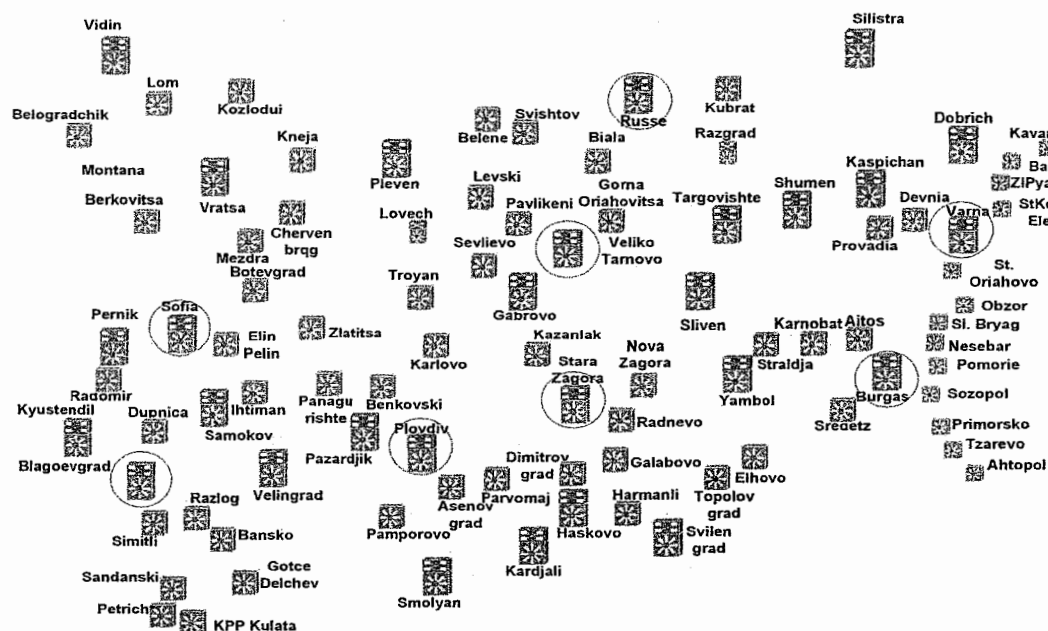 Vidin
Silistra
Lom
Kozlodui
Kubrat
Russe
Belogradchik
Svishtov
Belene
Biala
Razgrad
Dobrich
Kneja
Montana
Pleven
Kaspichan
Berkovitsa
Vratsa
Levski
Gorna
Oriahovitsa
Targovishte
Shumen
Devnia
Varna
Pavlikeni
Lovech
Cherven
brqg
Mezdra
Sevlievo
Veliko
Tarnovo
Provadia
St.
Oriahovo
Botevgrad
Troyan
Gabrovo
Sliven
Obzor
Pernik
Sofia
Elin
Pelin
Zlatitsa
Karlovo
Kazanlak
Nova
Zagora
Karnobat
Aitos
Sl. Bryag
Nesebar
Straldja
Pomorie
Stara
Zagora
Radomir
Ihtiman
Panagu
rishte
Benkovski
Yambol
Burgas
Sozopol
Kyustendil
Dupnica
Samokov
Plovdiv
Radnevo
Sredetz
Primorsko
Pazardjik
Tzarevo
Blagoevgrad
Dimitrov
grad
Galabovo
Elhovo
Ahtopol
Velingrad
Asenov
grad
Parvomaj
Harmanli
Topolov
grad
Razlog
Simitli
Bansko
Pamporovo
Haskovo
Svilen
grad
Kardjali
Sandanski
Gotce
Delchev
Smolyan
Petrich
KPP Kulata